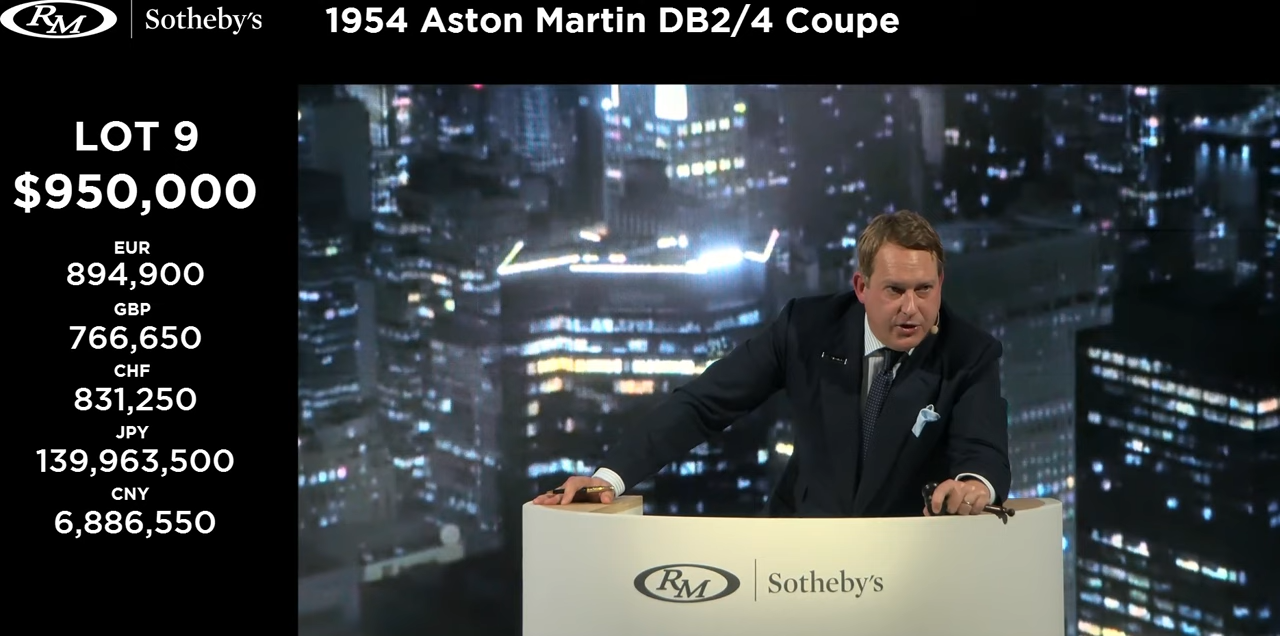 RM Sotheby's
1954 Aston Martin DB2/4 Coupe
LOT 9
$950,000
EUR
894,900
GBP
766,650
CHF
831,250
JPY
139,963,500
CNY
6,886,550
RM Sotheby's